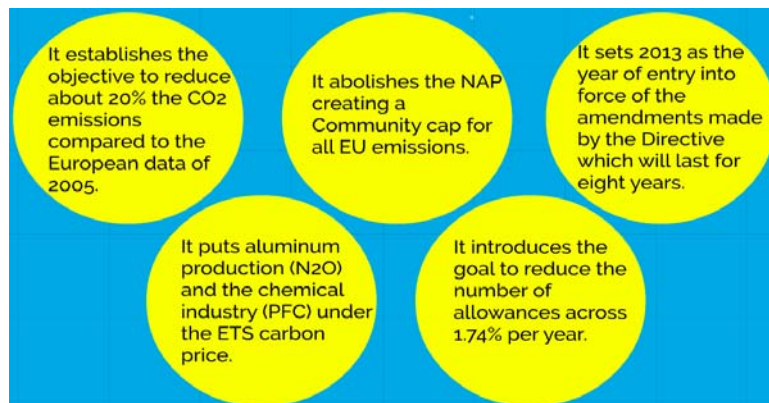 It establishes the
objective to reduce
about 20% the CO2
emissions
compared to the
European data of
2005.
It abolishes the NAP
creating a
Community cap for
all EU emissions.
It sets 2013 as the
year of entry into
force of the
amendments made
by the Directive
which will last for
eight years.
It puts aluminum
production (N2O)
and the chemical
industry (PFC) under
the ETS carbon
price.
It introduces the
goal to reduce the
number of
allowances across
1.74% per year.